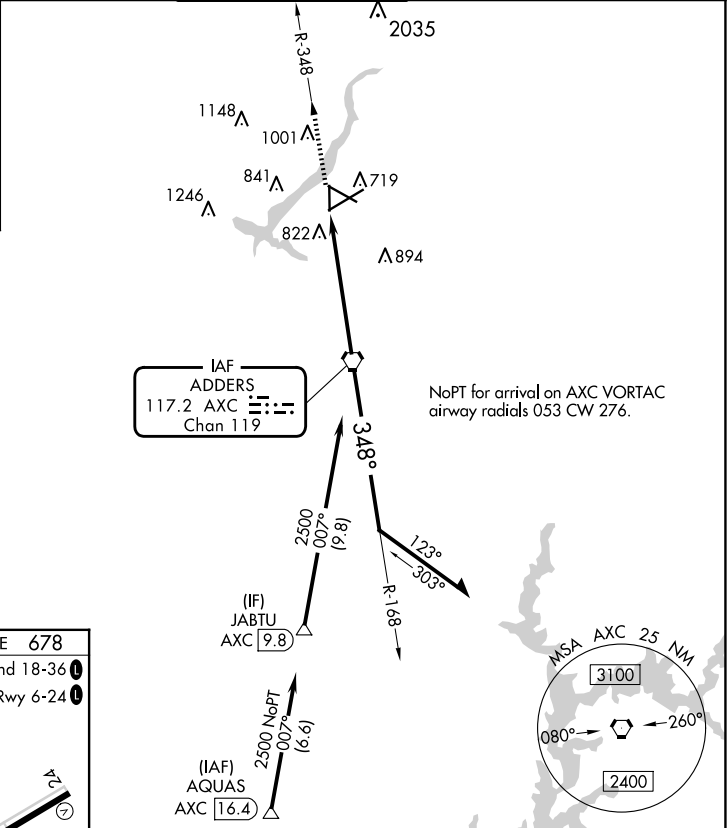 2035
R-348
1148
1001
841
719
1246
822
894
IAF
ADDERS
117.2 AXC
Chan 119
NoPT for arrival on AXC VORTAC
airway radials 053 CW 276.
348°
2500
007°
(9.8)
123°
303°
R-168
(IF)
JABTU
AXC 9.8
2500 NoPT
007°
(6.6)
(IAF)
AQUAS
AXC 16.4
E 678
nd 18-36 L
Rwy 6-24 L
24
V
MSA AXC 25 NM
3100
080°
260°
2400